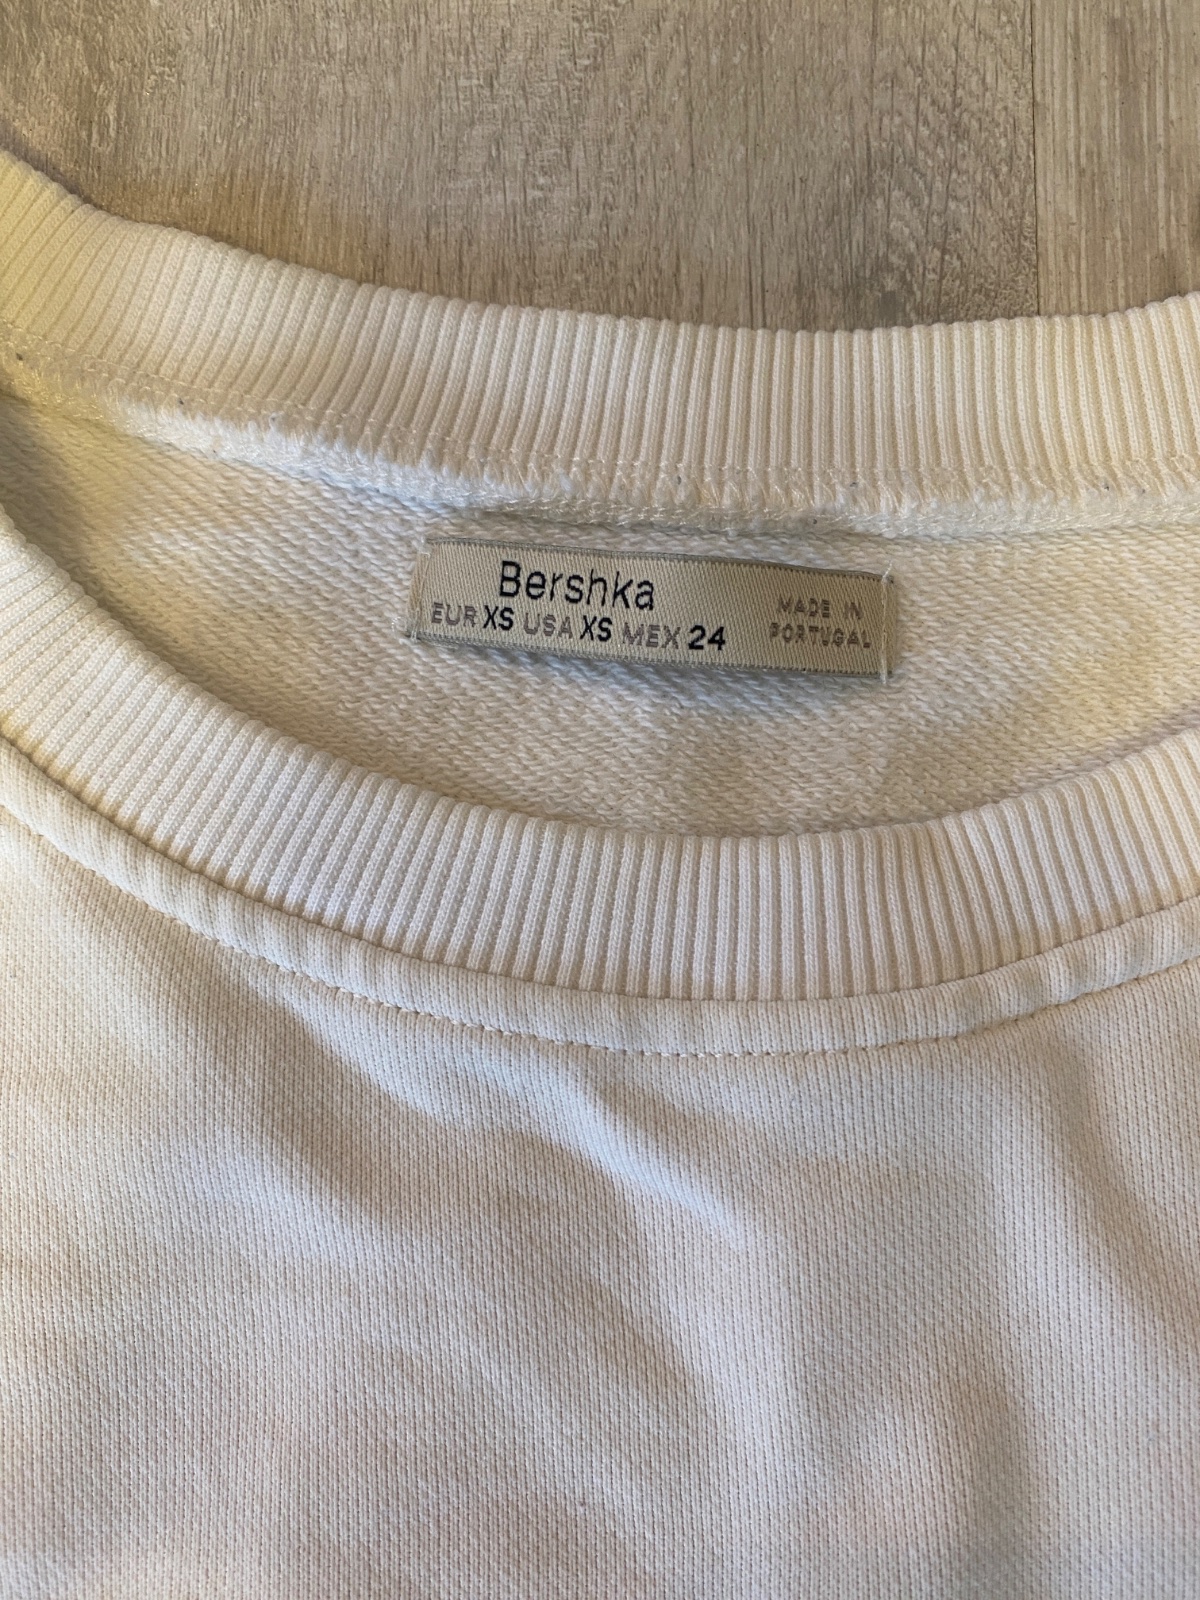 Bershka
EUR XS USA XS MEX 24
MADE IN
PORTUGAL